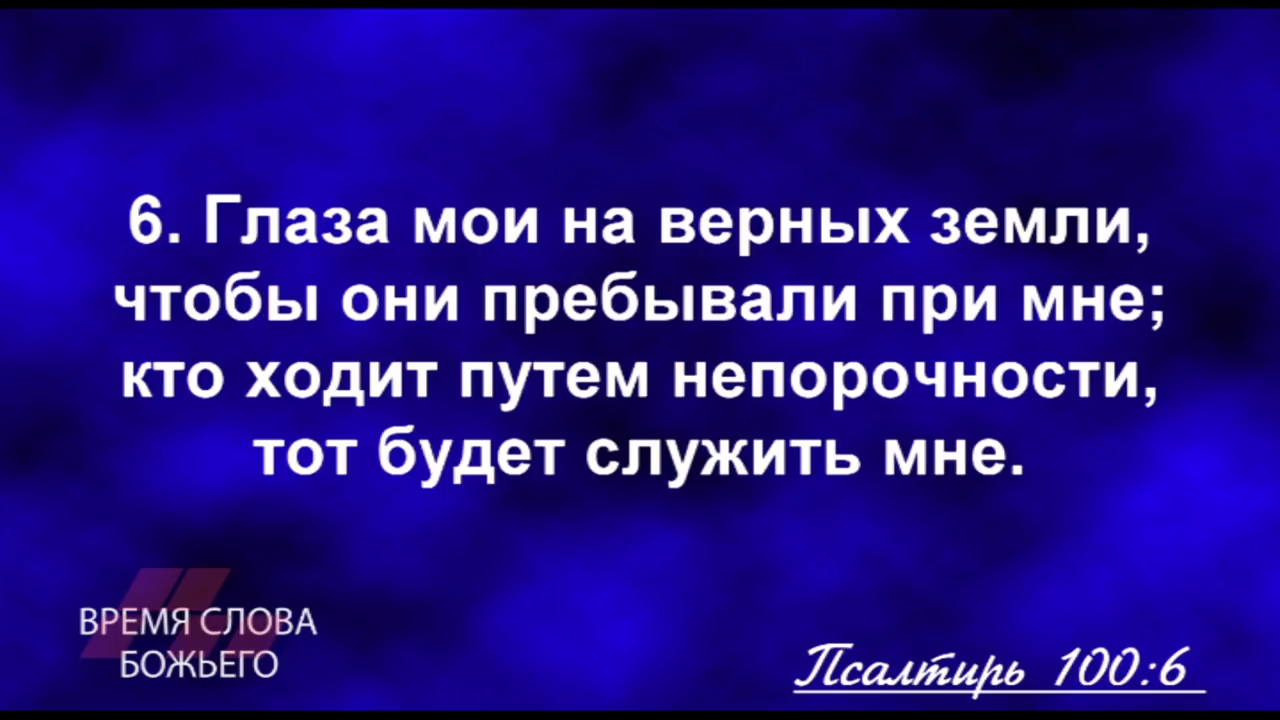 6. Глаза мои на верных земли,
чтобы они пребывали при мне;
кто ходит путем непорочности,
тот будет служить мне.
ВРЕМЯ СЛОВА
БОЖЬЕГО
Псалтирь 100:6